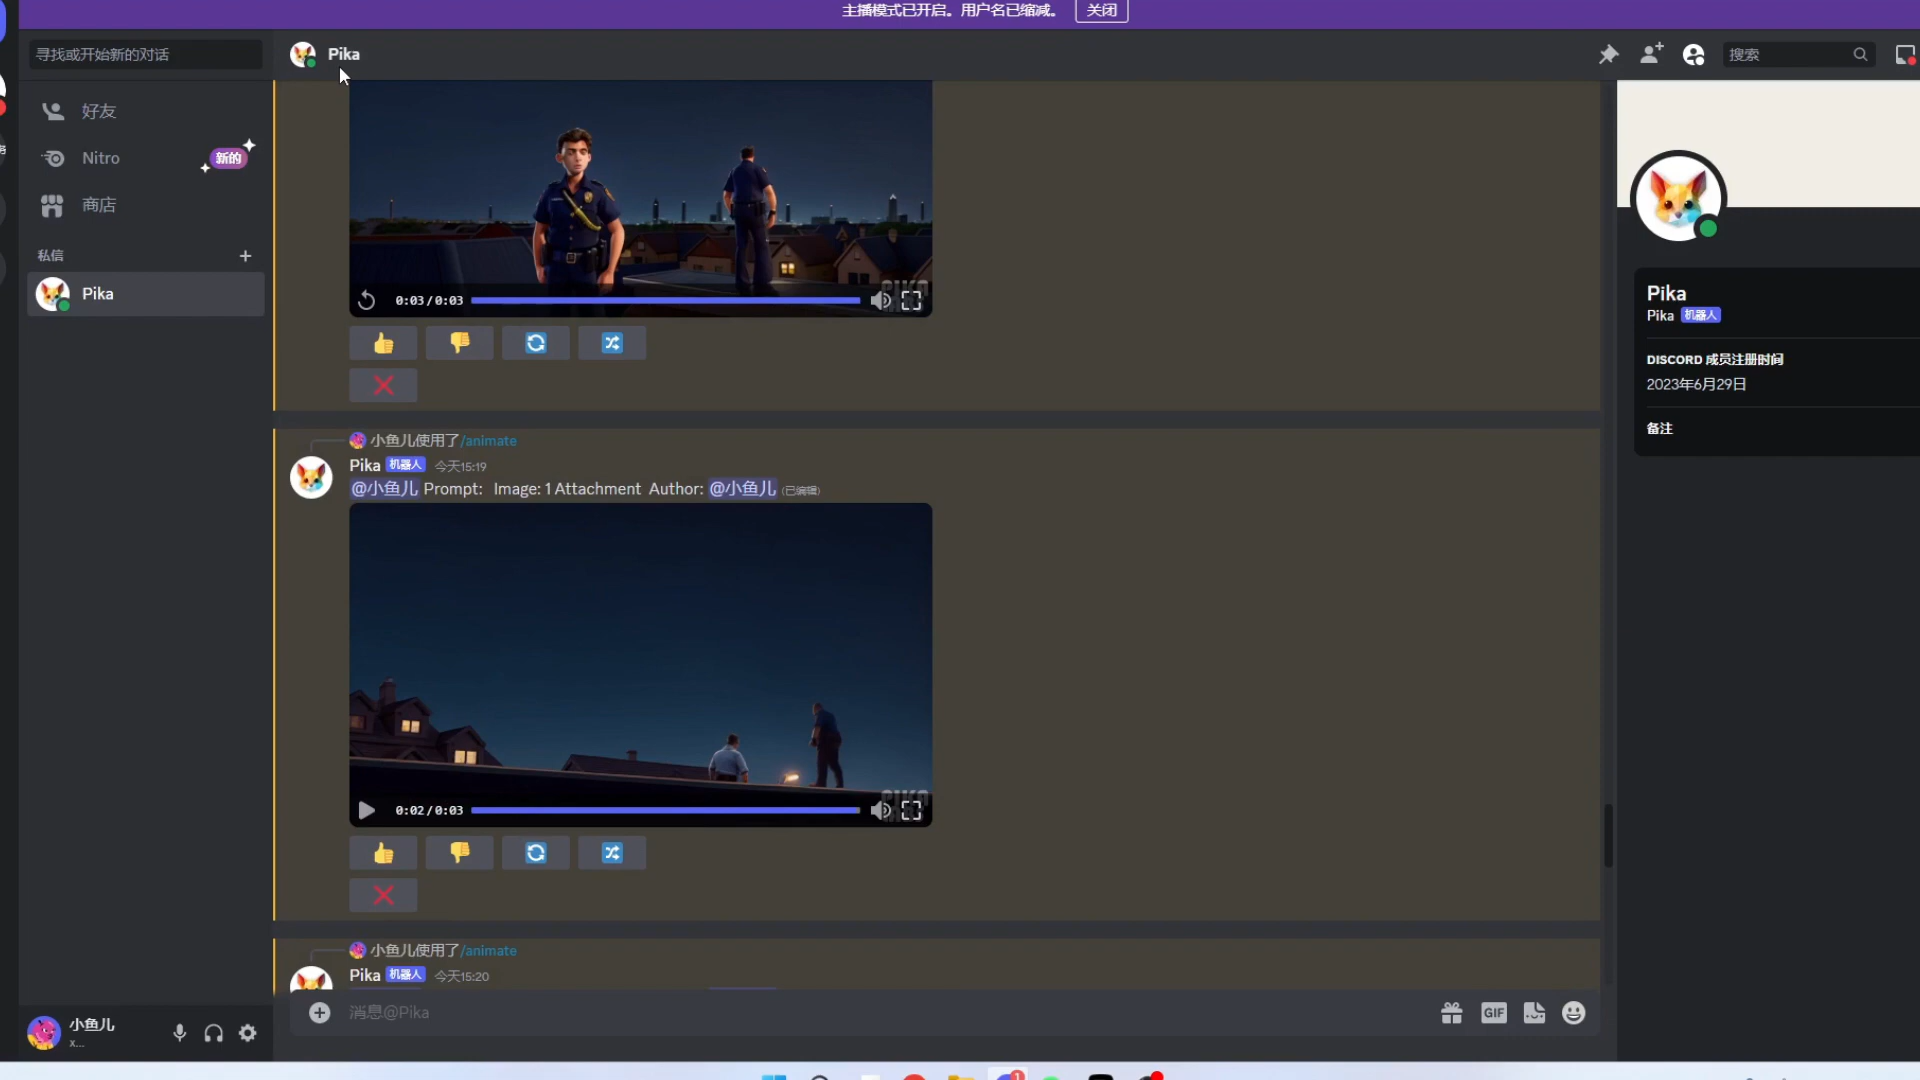 主播模式已开启。用户名已缩减。 关闭
寻找或开始新的对话
Pika
搜索
好友
Nitro
新的
商店
私信
Pika
0:03/0:03
小鱼儿使用了/animate
Pika 机器人 今天15:19
@小鱼儿 Prompt: Image: 1 Attachment Author: @小鱼儿 (已编辑)
0:02/0:03
小鱼儿使用了/animate
Pika 机器人 今天15:20
消息@Pika
GIF
小鱼儿
x...
Pika
Pika 机器人
DISCORD 成员注册时间
2023年6月29日
备注
1